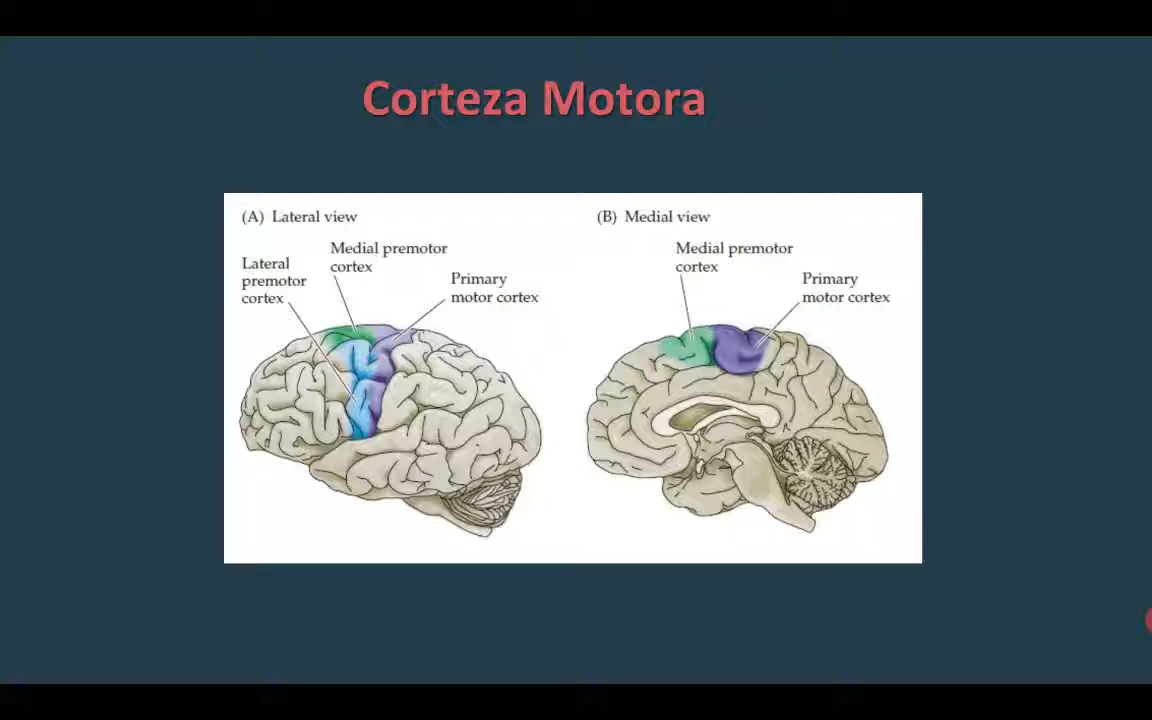 Corteza Motora
(A) Lateral view
Medial premotor
cortex
Lateral
premotor
cortex
Primary
motor cortex
(B) Medial view
Medial premotor
cortex
Primary
motor cortex